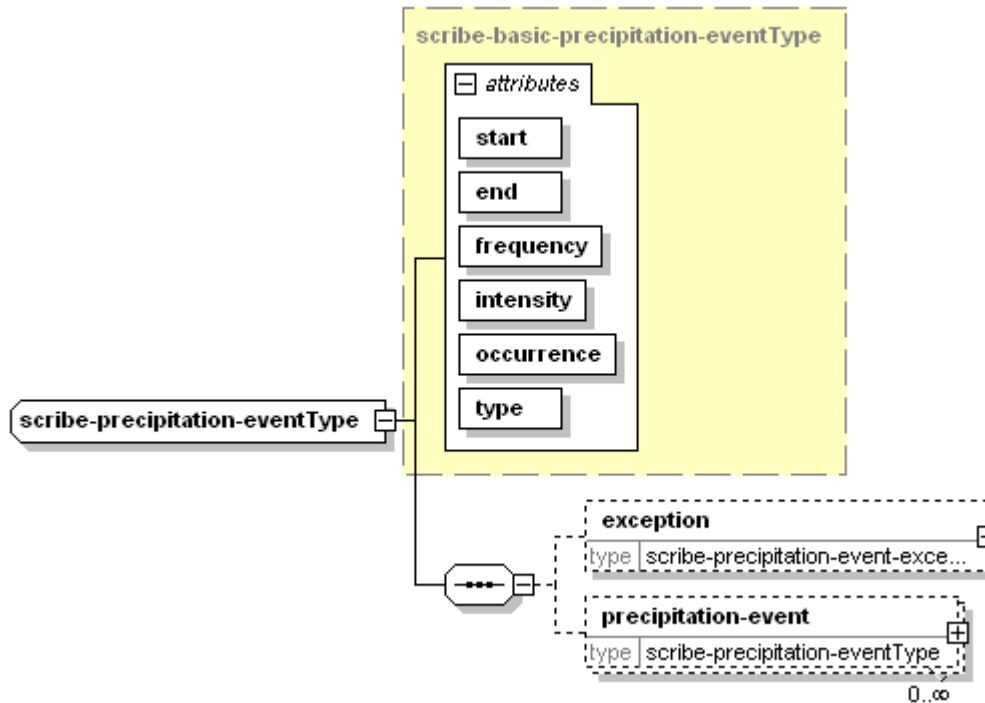 scribe-basic-precipitation-eventType
attributes
start
end
frequency
intensity
occurrence
type
scribe-precipitation-eventType
exception
type scribe-precipitation-event-exce...
precipitation-event
type scribe-precipitation-eventType
0..∞